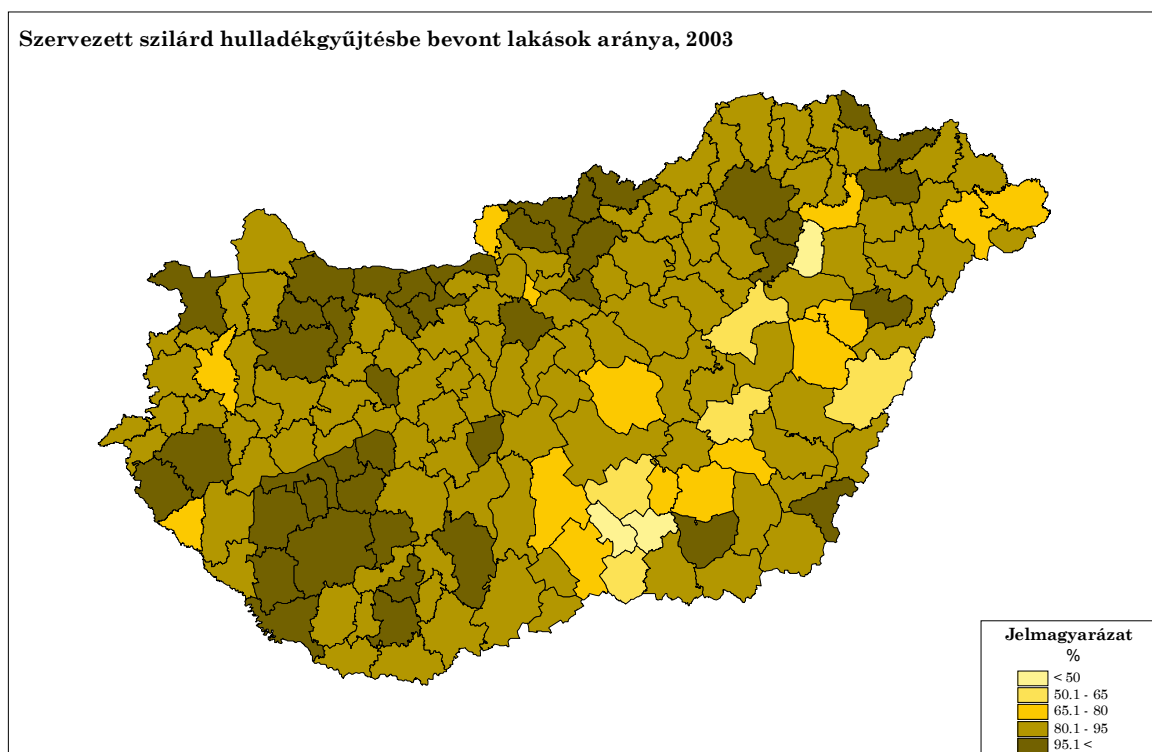 Szervezett szilárd hulladékgyűjtésbe bevont lakások aránya, 2003
Jelmagyarázat
%
< 50
50.1 - 65
65.1 - 80
80.1 - 95
95.1 <